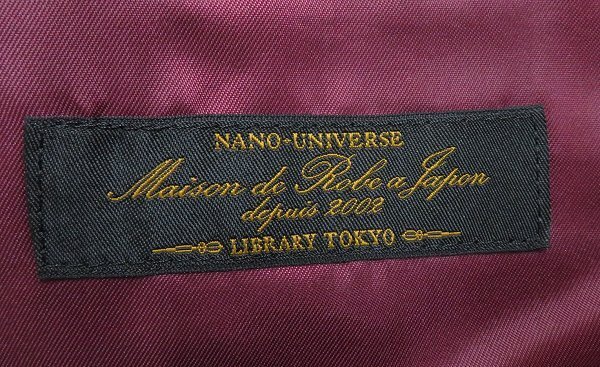 NANO-UNIVERSE
Maison de Robe a Japon
depuis 2002
LIBRARY TOKYO